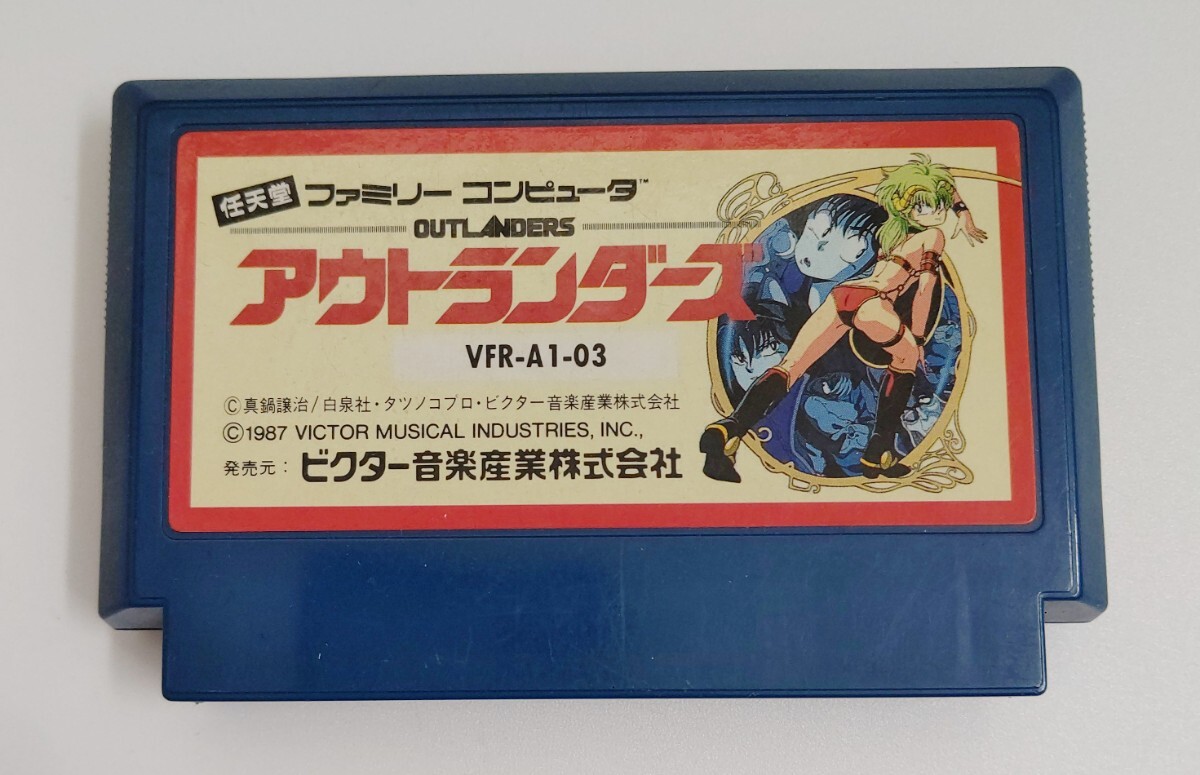 任天堂 ファミリー コンピュータ™
OUTLANDERS
アウトランダーズ
VFR-A1-03
©真鍋譲治/白泉社・タツノコプロ・ビクター音楽産業株式会社
©1987 VICTOR MUSICAL INDUSTRIES, INC.,
発売元:ビクター音楽産業株式会社